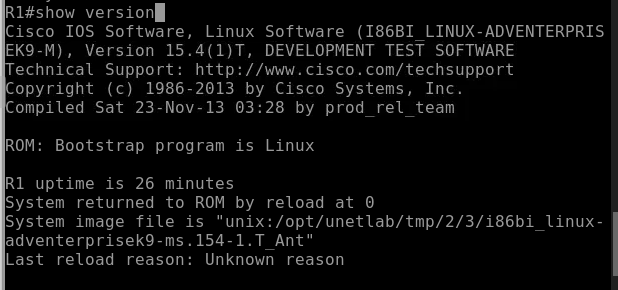 R1#show version
Cisco IOS Software, Linux Software (I86BI_LINUX-ADVENTERPRIS
EK9-M), Version 15.4(1)T, DEVELOPMENT TEST SOFTWARE
Technical Support: http://www.cisco.com/techsupport
Copyright (c) 1986-2013 by Cisco Systems, Inc.
Compiled Sat 23-Nov-13 03:28 by prod_rel_team
ROM: Bootstrap program is Linux
R1 uptime is 26 minutes
System returned to ROM by reload at 0
System image file is "unix:/opt/unetlab/tmp/2/3/i86bi_linux-
adventerprisek9-ms.154-1.T_Ant"
Last reload reason: Unknown reason